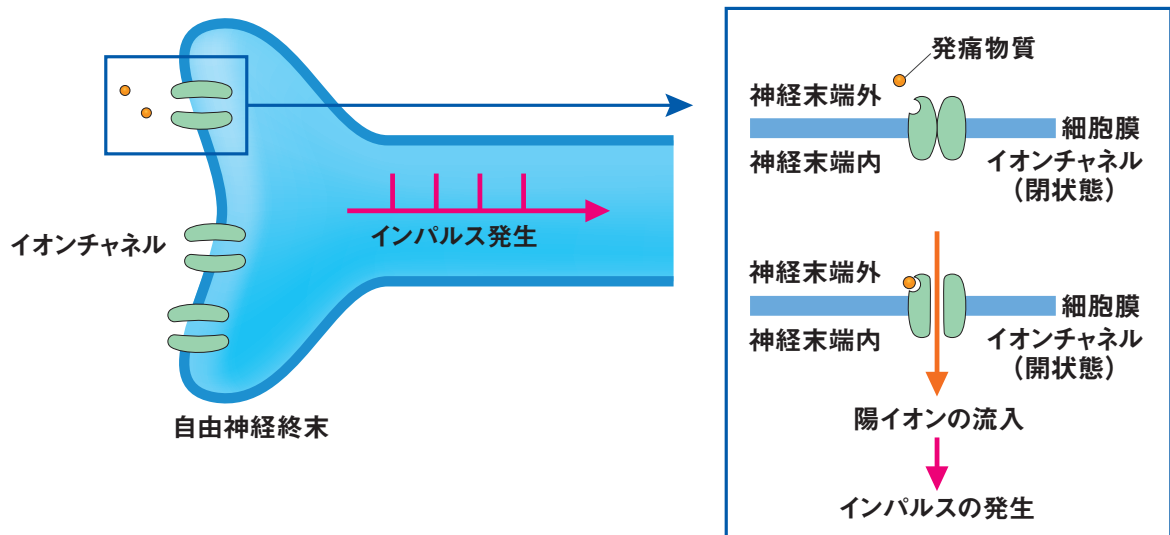 イオンチャネル
インパルス発生
自由神経終末
発痛物質
神経末端外
細胞膜
神経末端内
イオンチャネル
（閉状態）
神経末端外
細胞膜
神経末端内
イオンチャネル
（開状態）
陽イオンの流入
インパルスの発生